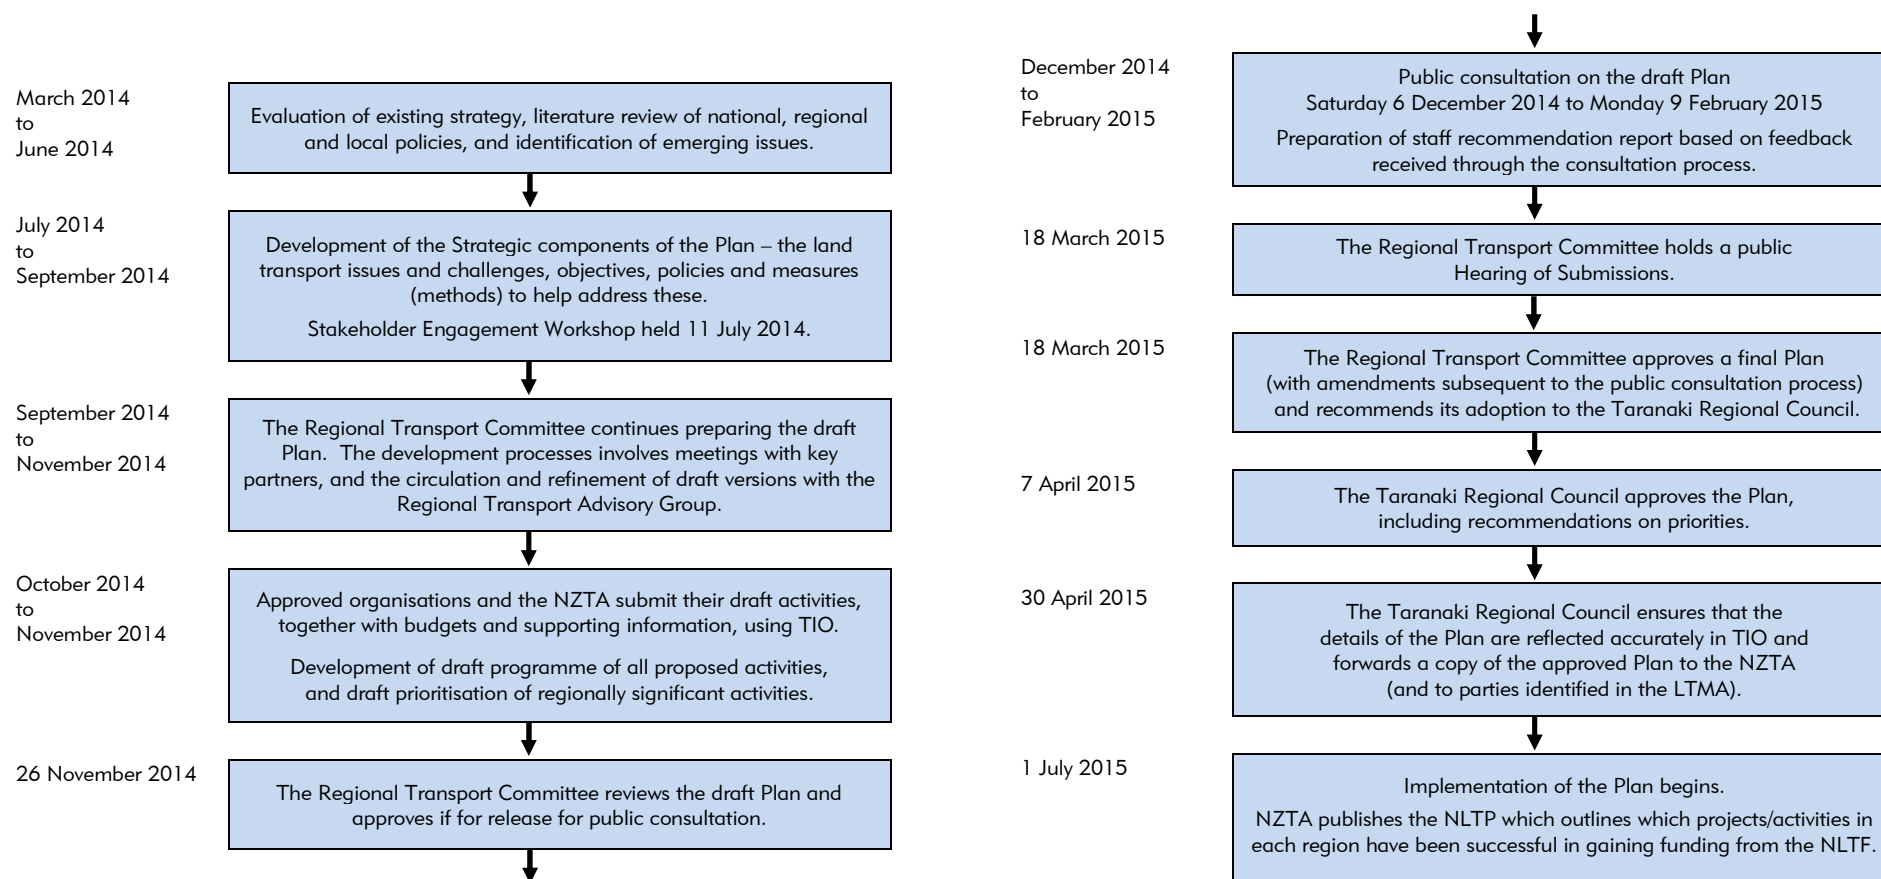 March 2014
to
June 2014
Evaluation of existing strategy, literature review of national, regional
and local policies, and identification of emerging issues.
July 2014
to
September 2014
Development of the Strategic components of the Plan – the land
transport issues and challenges, objectives, policies and measures
(methods) to help address these.
Stakeholder Engagement Workshop held 11 July 2014.
September 2014
to
November 2014
The Regional Transport Committee continues preparing the draft
Plan.  The development processes involves meetings with key
partners, and the circulation and refinement of draft versions with the
Regional Transport Advisory Group.
October 2014
to
November 2014
Approved organisations and the NZTA submit their draft activities,
together with budgets and supporting information, using TIO.
Development of draft programme of all proposed activities,
and draft prioritisation of regionally significant activities.
26 November 2014
The Regional Transport Committee reviews the draft Plan and
approves if for release for public consultation.
December 2014
to
February 2015
Public consultation on the draft Plan
Saturday 6 December 2014 to Monday 9 February 2015
Preparation of staff recommendation report based on feedback
received through the consultation process.
18 March 2015
The Regional Transport Committee holds a public
Hearing of Submissions.
18 March 2015
The Regional Transport Committee approves a final Plan
(with amendments subsequent to the public consultation process)
and recommends its adoption to the Taranaki Regional Council.
7 April 2015
The Taranaki Regional Council approves the Plan,
including recommendations on priorities.
30 April 2015
The Taranaki Regional Council ensures that the
details of the Plan are reflected accurately in TIO and
forwards a copy of the approved Plan to the NZTA
(and to parties identified in the LTMA).
1 July 2015
Implementation of the Plan begins.
NZTA publishes the NLTP which outlines which projects/activities in
each region have been successful in gaining funding from the NLTF.